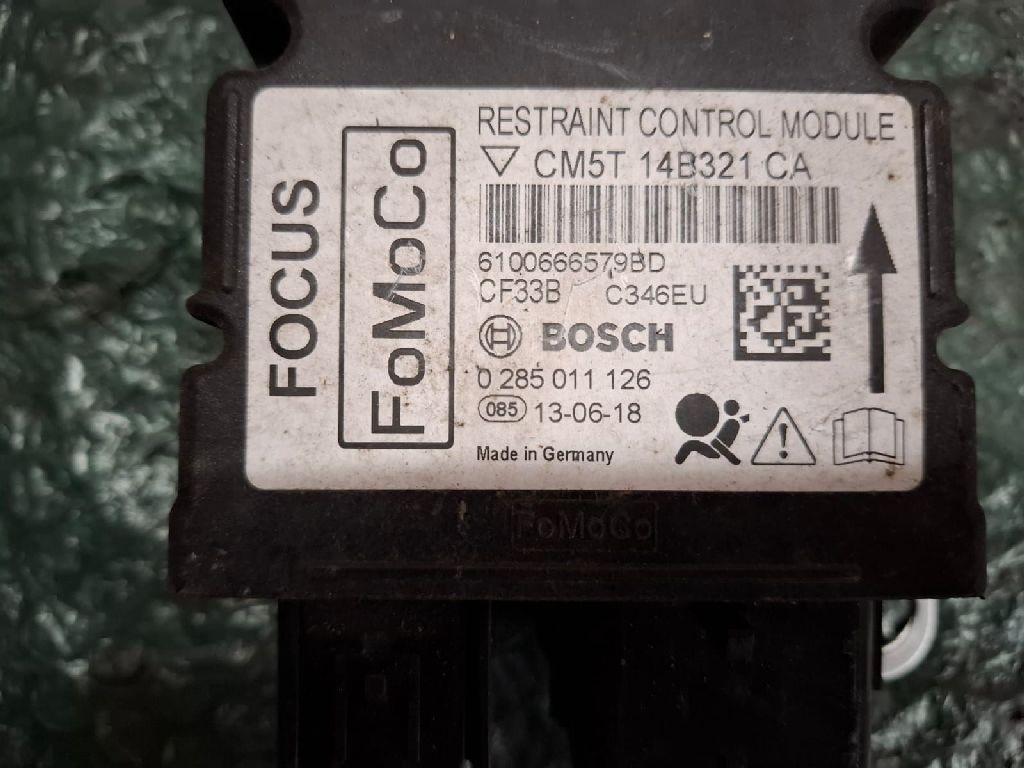 FOCUS
FoMoCo
RESTRAINT CONTROL MODULE
CM5T 14B321 CA
6100666579BD
CF33B C346EU
BOSCH
0 285 011 126
085 13-06-18
Made in Germany
FoMoCo